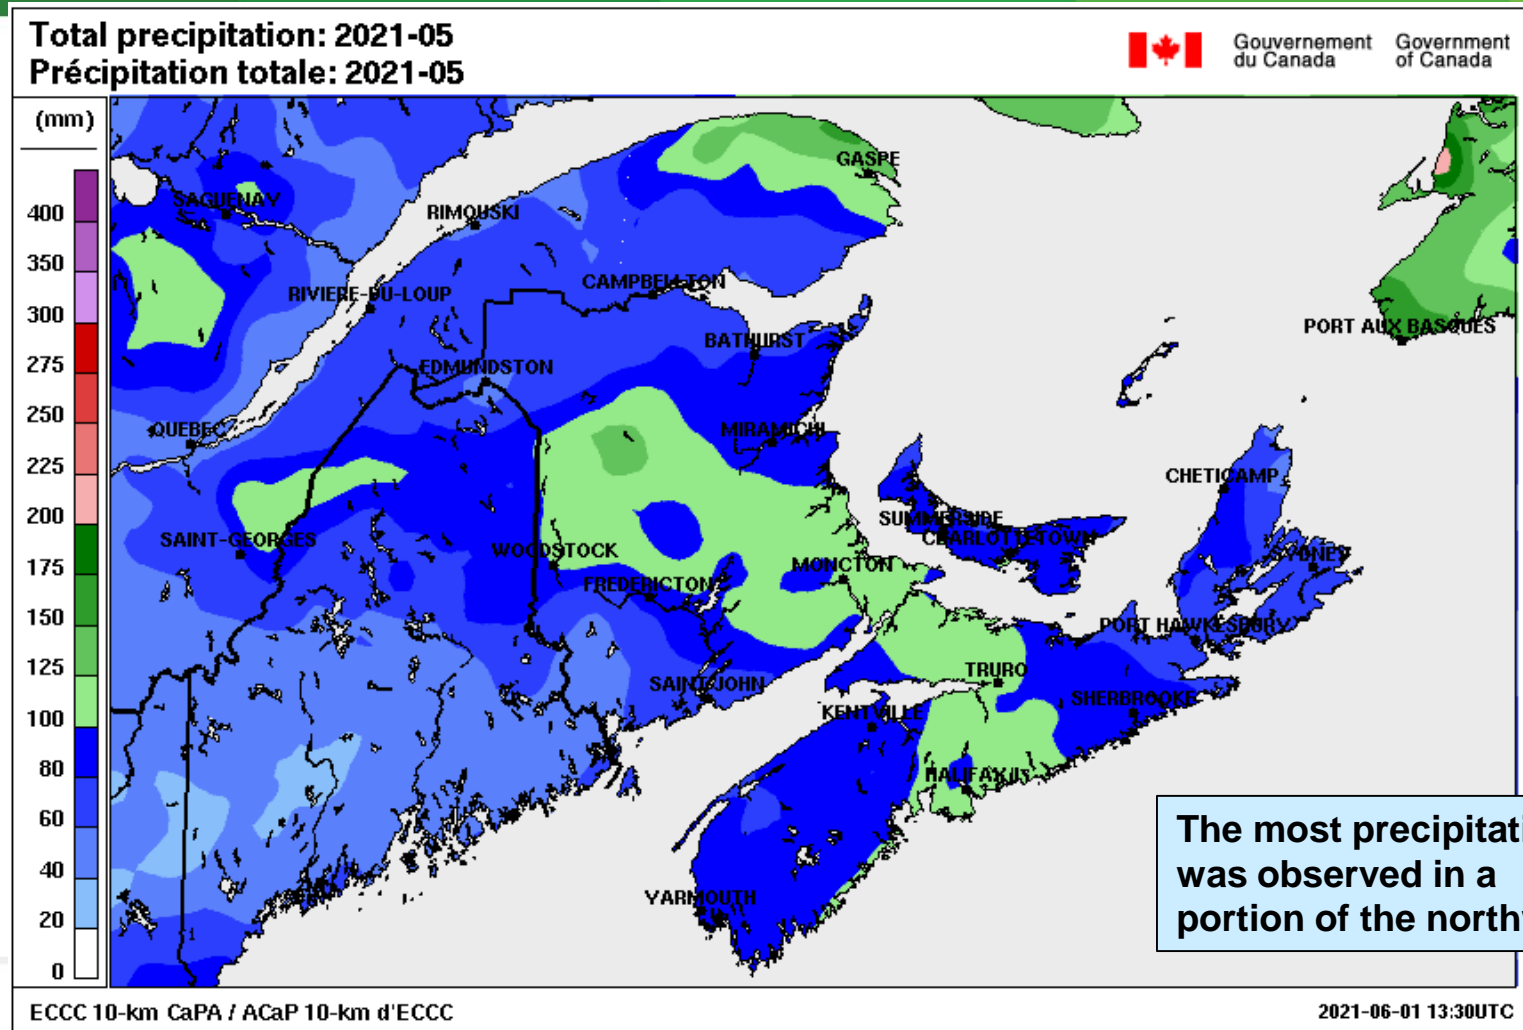 Total precipitation: 2021-05
Précipitation totale: 2021-05
Gouvernement du Canada
Government of Canada
(mm)
400
350
300
275
250
225
200
175
150
125
100
80
60
40
20
0
GASPE
SAGUENAY
RIMOUSKI
CAMPBELLTON
RIVIERE-DU-LOUP
PORT AUX BASQUES
BATHURST
EDMUNDSTON
QUEBEC
MIRAMICHI
CHETICAMP
SUMMERSIDE
CHARLOTTETOWN
SAINT-GEORGES
WOODSTOCK
SYDNEY
MONCTON
FREDERICTON
PORT HAWKESBURY
TRURO
SAINT JOHN
SHERBROOKE
KENTVILLE
HALIFAX
YARMOUTH
The most precipitati
was observed in a
portion of the north
ECCC 10-km CaPA / ACaP 10-km d'ECCC
2021-06-01 13:30UTC